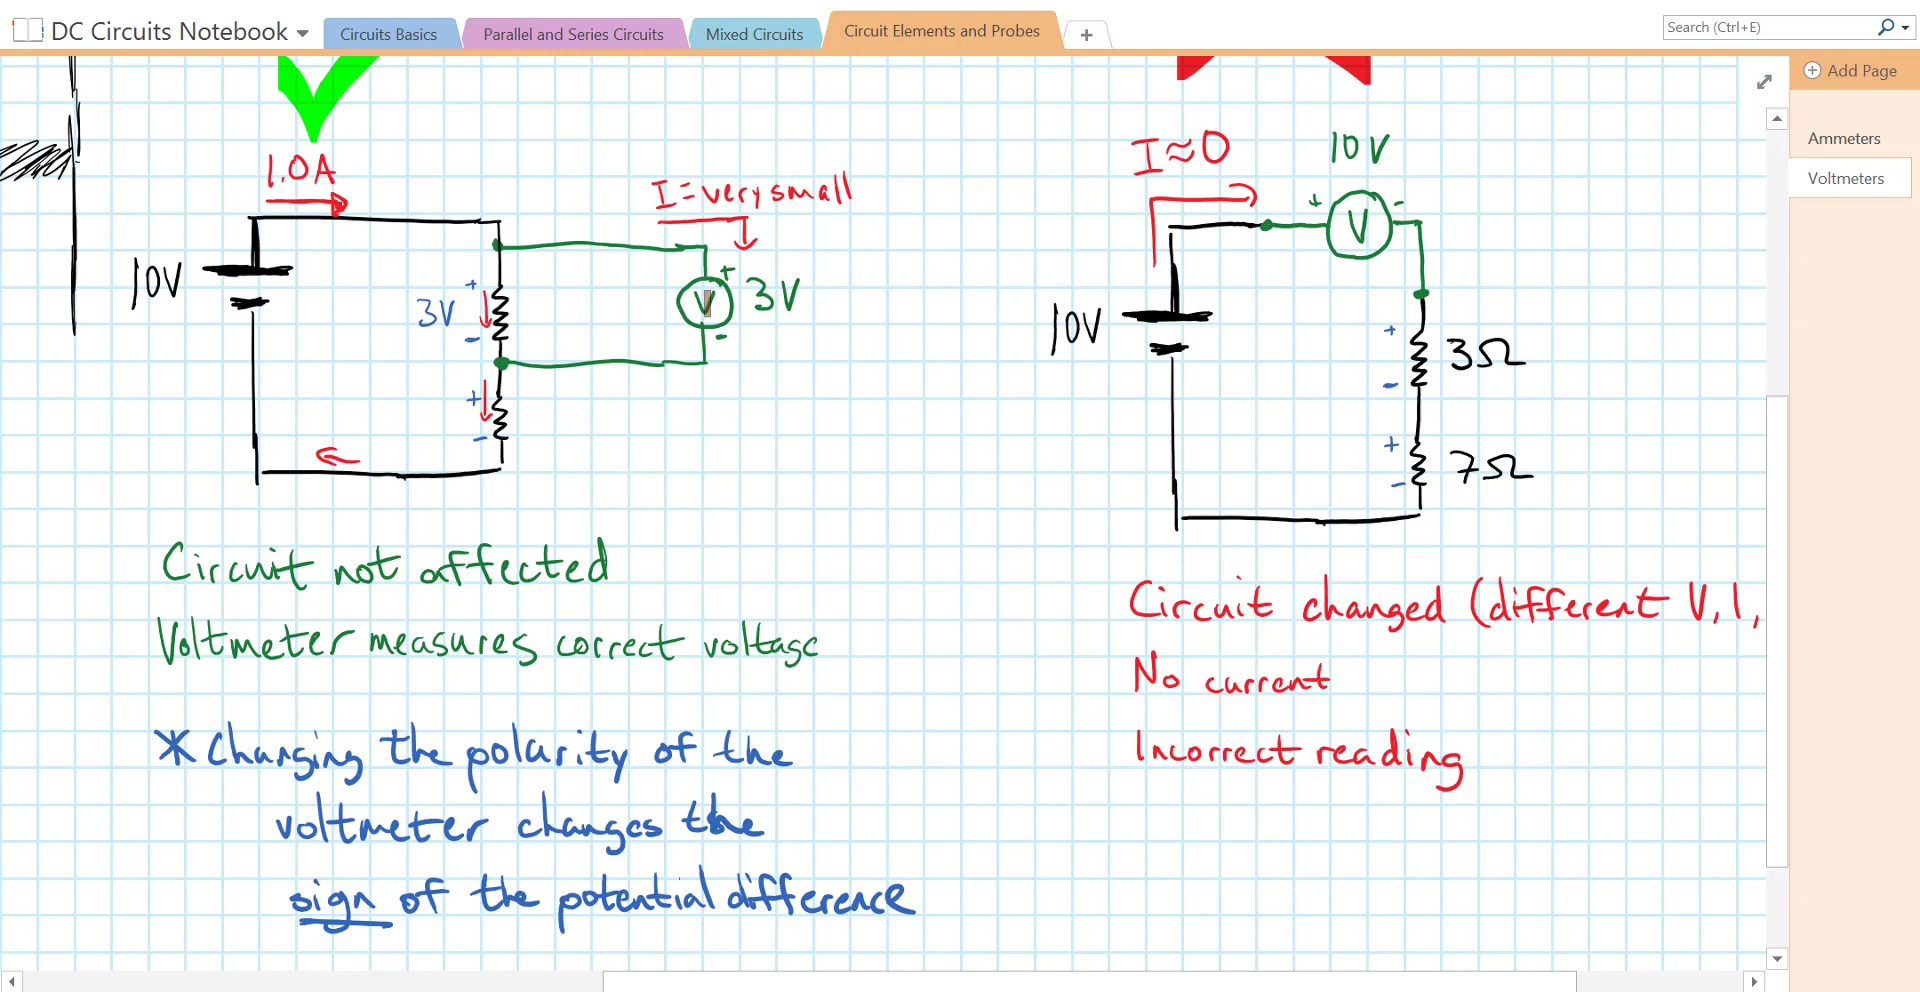 DC Circuits Notebook
Circuits Basics
Parallel and Series Circuits
Mixed Circuits
Circuit Elements and Probes
+
Search (Ctrl+E)
Add Page
Ammeters
Voltmeters
1.0A
I = very small
10V
+
3V
-
+
-
+
V
3V
-
I≈0
10V
+
V
-
10V
+
3Ω
-
+
7Ω
-
Circuit not affected
Voltmeter measures correct voltage
* Changing the polarity of the
voltmeter changes the
sign of the potential difference
Circuit changed (different V, I,
No current
Incorrect reading